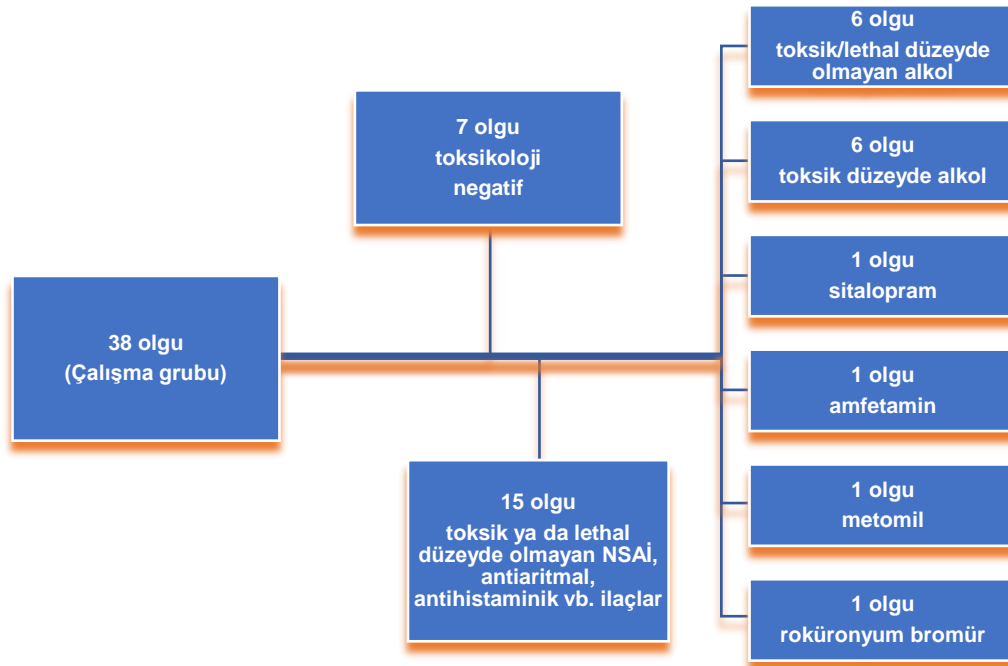 38 olgu
(Çalışma grubu)
7 olgu
toksikoloji
negatif
15 olgu
toksik ya da lethal
düzeyde olmayan NSAİ,
antiaritmal,
antihistaminik vb. ilaçlar
6 olgu
toksik/lethal düzeyde
olmayan alkol
6 olgu
toksik düzeyde alkol
1 olgu
sitalopram
1 olgu
amfetamin
1 olgu
metomil
1 olgu
roküronyum bromür